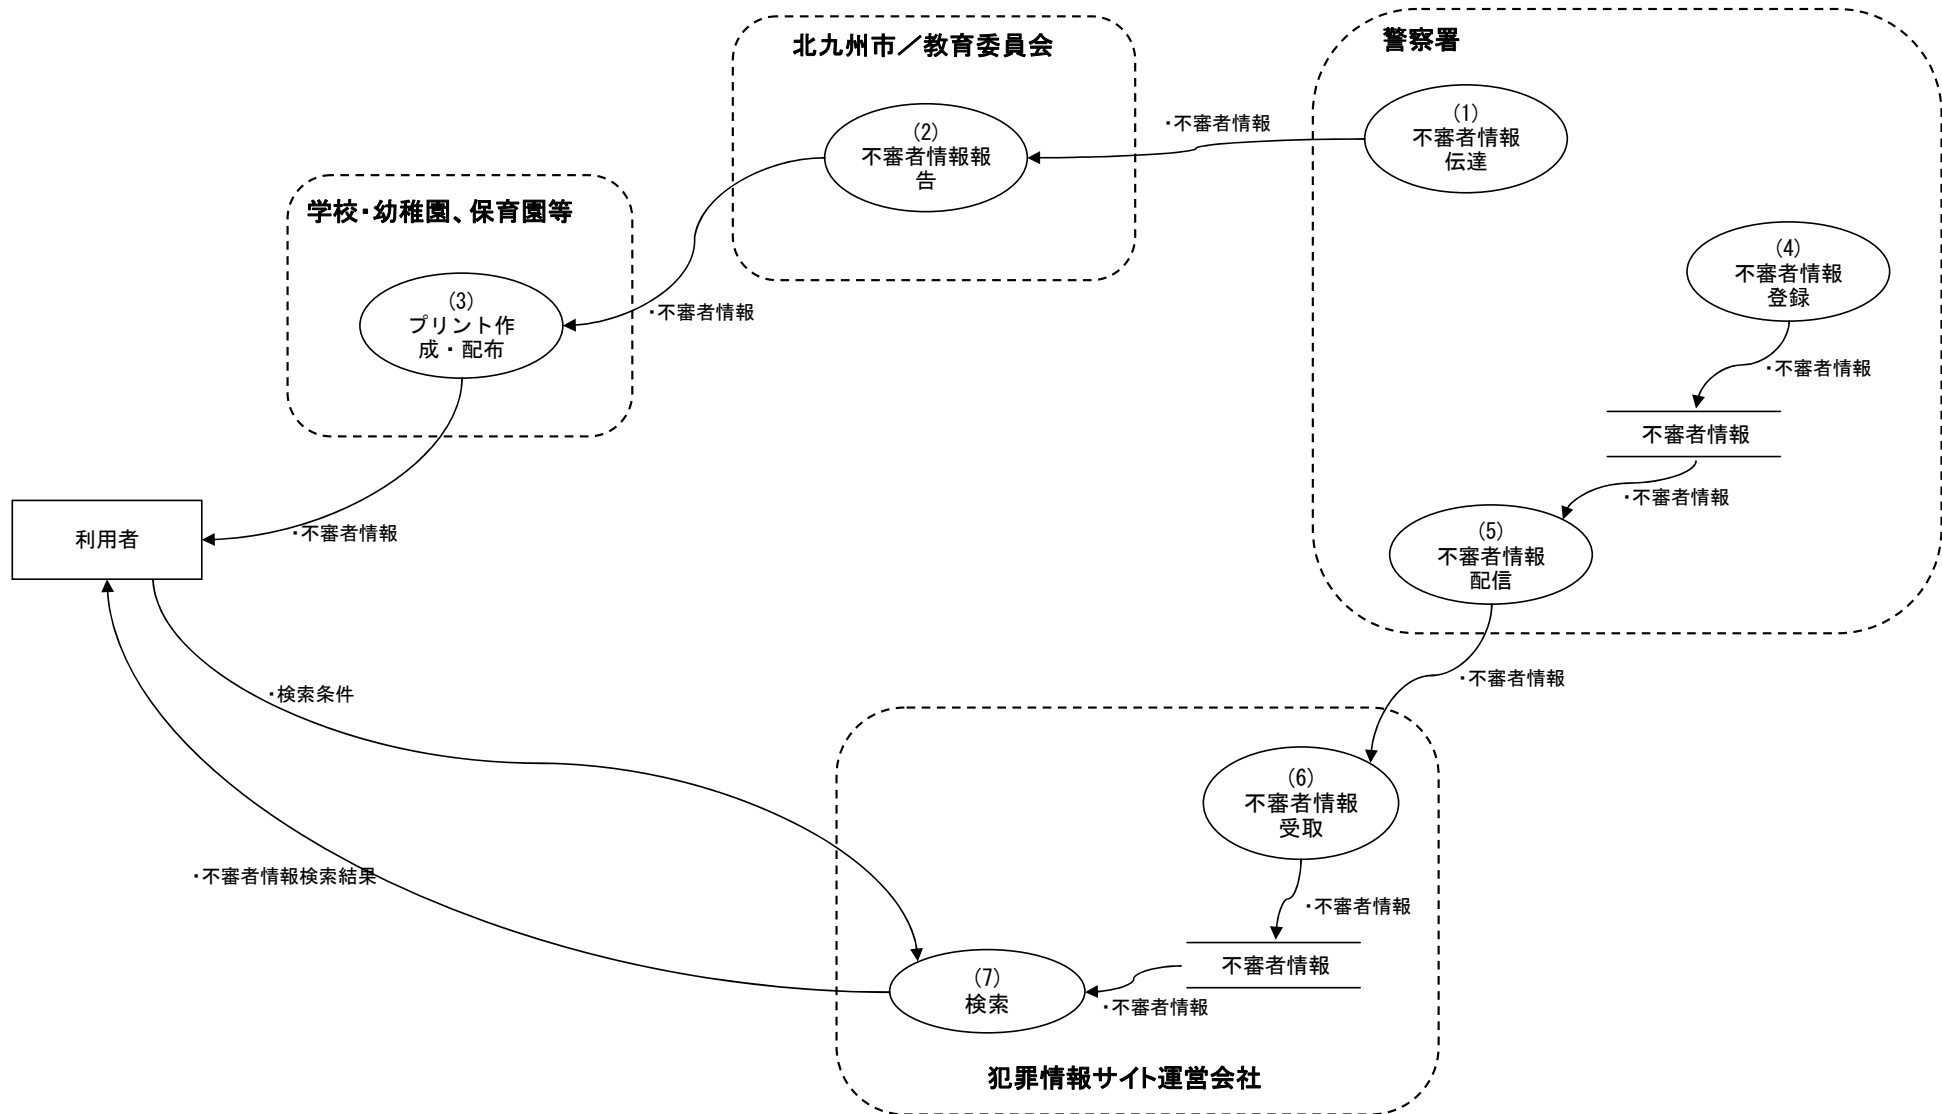 北九州市／教育委員会
警察署
(1)
不審者情報
伝達
・不審者情報
(2)
不審者情報報
告
学校・幼稚園、保育園等
(3)
プリント作
成・配布
・不審者情報
(4)
不審者情報
登録
・不審者情報
不審者情報
・不審者情報
(5)
不審者情報
配信
利用者
・不審者情報
・不審者情報
・検索条件
(6)
不審者情報
受取
・不審者情報検索結果
・不審者情報
不審者情報
・不審者情報
(7)
検索
犯罪情報サイト運営会社